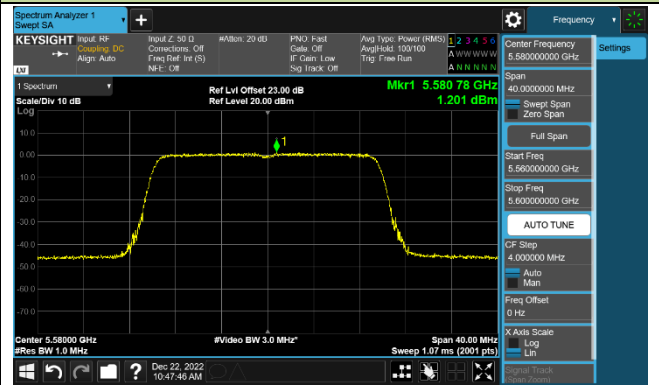 Spectrum Analyzer 1
Swept SA
Frequency
KEYSIGHT
Input: RF
Coupling: DC
Align: Auto
Input Z: 50 Ω
Corrections: Off
Freq Ref: Int (S)
NFE: Off
#Atten: 20 dB
PNO: Fast
Gate: Off
IF Gain: Low
Sig Track: Off
Avg Type: Power (RMS)
Avg|Hold: 100/100
Trig: Free Run
1 2 3 4 5 6
A W W W W W
A N N N N N
LXI
1 Spectrum
Scale/Div 10 dB
Log
Ref Lvl Offset 23.00 dB
Ref Level 20.00 dBm
Mkr1 5.580 78 GHz
1.201 dBm
1
10.0
0.00
-10.0
-20.0
-30.0
-40.0
-50.0
-60.0
-70.0
Center 5.58000 GHz
#Res BW 1.0 MHz
#Video BW 3.0 MHz*
Span 40.00 MHz
Sweep 1.07 ms (2001 pts)
Dec 22, 2022
10:47:46 AM
Center Frequency
5.580000000 GHz
Settings
Span
40.0000000 MHz
Swept Span
Zero Span
Full Span
Start Freq
5.560000000 GHz
Stop Freq
5.600000000 GHz
AUTO TUNE
CF Step
4.000000 MHz
Auto
Man
Freq Offset
0 Hz
X Axis Scale
Log
Lin
Signal Track
(Span Zoom)